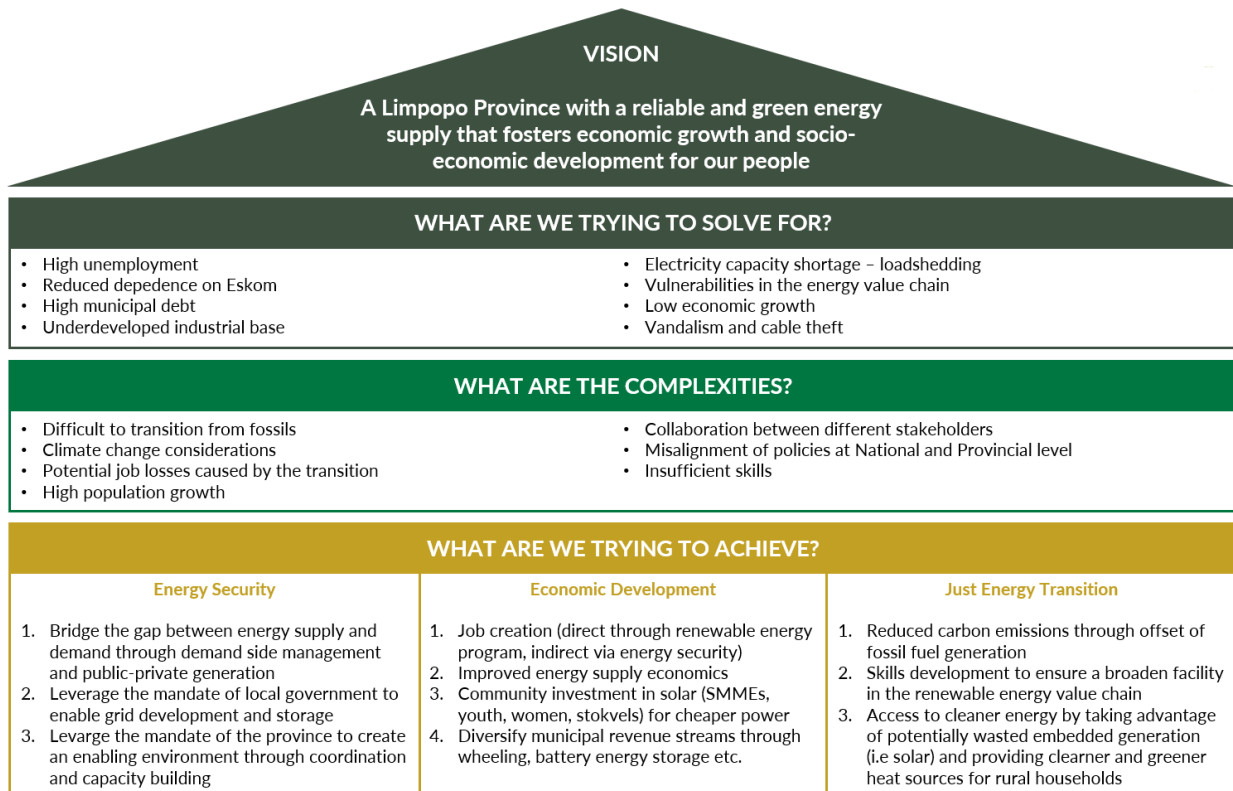 VISION
A Limpopo Province with a reliable and green energy
supply that fosters economic growth and socio-
economic development for our people
WHAT ARE WE TRYING TO SOLVE FOR?
• High unemployment
• Reduced depedence on Eskom
• High municipal debt
• Underdeveloped industrial base
• Electricity capacity shortage – loadshedding
• Vulnerabilities in the energy value chain
• Low economic growth
• Vandalism and cable theft
WHAT ARE THE COMPLEXITIES?
• Difficult to transition from fossils
• Climate change considerations
• Potential job losses caused by the transition
• High population growth
• Collaboration between different stakeholders
• Misalignment of policies at National and Provincial level
• Insufficient skills
WHAT ARE WE TRYING TO ACHIEVE?
Energy Security
1. Bridge the gap between energy supply and
demand through demand side management
and public-private generation
2. Leverage the mandate of local government to
enable grid development and storage
3. Levarge the mandate of the province to create
an enabling environment through coordination
and capacity building
Economic Development
1. Job creation (direct through renewable energy
program, indirect via energy security)
2. Improved energy supply economics
3. Community investment in solar (SMMEs,
youth, women, stokvels) for cheaper power
4. Diversify municipal revenue streams through
wheeling, battery energy storage etc.
Just Energy Transition
1. Reduced carbon emissions through offset of
fossil fuel generation
2. Skills development to ensure a broaden facility
in the renewable energy value chain
3. Access to cleaner energy by taking advantage
of potentially wasted embedded generation
(i.e solar) and providing clearner and greener
heat sources for rural households